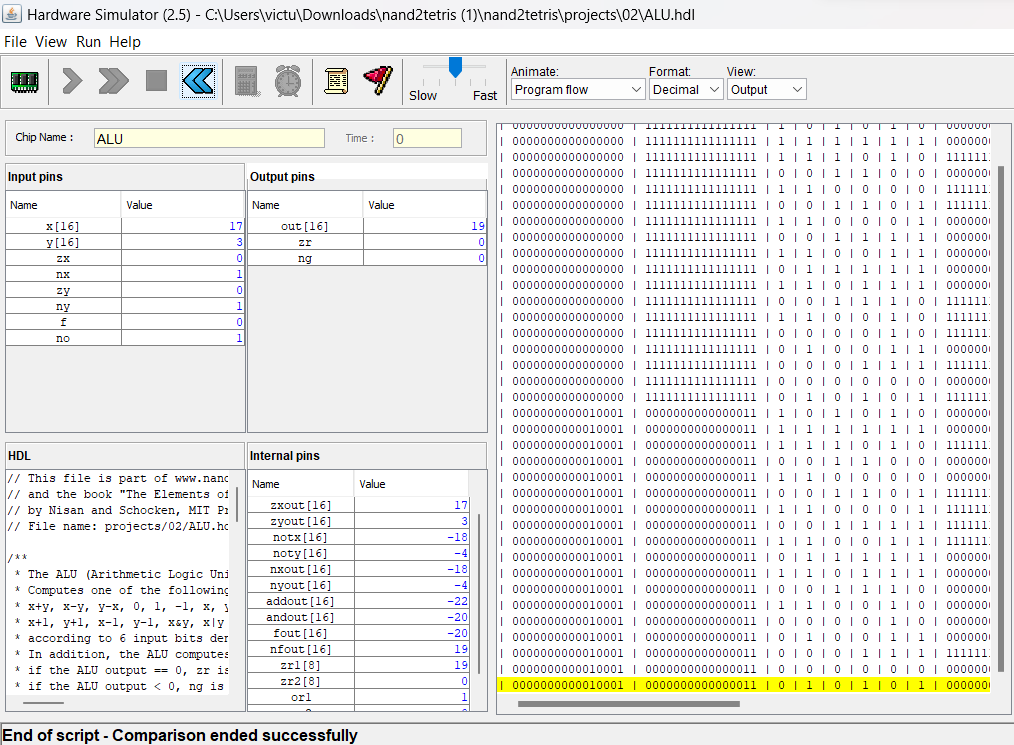 Hardware Simulator (2.5) - C:\Users\victu\Downloads\nand2tetris (1)\nand2tetris\projects\02\ALU.hdl
File View Run Help
Slow Fast
Animate: Format: View:
Program flow Decimal Output
Chip Name : ALU Time : 0
Input pins
Name Value
x[16] 17
y[16] 3
zx 0
nx 1
zy 0
ny 1
f 0
no 1
Output pins
Name Value
out[16] 19
zr 0
ng 0
HDL
// This file is part of www.nand
// and the book "The Elements of
// by Nisan and Schocken, MIT Pr
// File name: projects/02/ALU.hd
/**
* The ALU (Arithmetic Logic Uni
* Computes one of the following
* x+y, x-y, y-x, 0, 1, -1, x, y
* x+1, y+1, x-1, y-1, x&y, x|y
* according to 6 input bits den
* In addition, the ALU computes
* if the ALU output == 0, zr is
* if the ALU output < 0, ng is
Internal pins
Name Value
zxout[16] 17
zyout[16] 3
notx[16] -18
noty[16] -4
nxout[16] -18
nyout[16] -4
addout[16] -22
andout[16] -20
fout[16] -20
nfout[16] 19
zr1[8] 19
zr2[8] 0
or1 1
| 0000000000000000 | 1111111111111111 | 1 | 0 | 1 | 0 | 1 | 0 | 000000
| 0000000000000000 | 1111111111111111 | 1 | 1 | 1 | 1 | 1 | 1 | 000000
| 0000000000000000 | 1111111111111111 | 1 | 1 | 1 | 0 | 1 | 0 | 111111
| 0000000000000000 | 1111111111111111 | 0 | 0 | 1 | 1 | 0 | 0 | 000000
| 0000000000000000 | 1111111111111111 | 1 | 1 | 0 | 0 | 0 | 0 | 111111
| 0000000000000000 | 1111111111111111 | 0 | 0 | 1 | 1 | 0 | 1 | 111111
| 0000000000000000 | 1111111111111111 | 1 | 1 | 0 | 0 | 0 | 1 | 000000
| 0000000000000000 | 1111111111111111 | 0 | 0 | 1 | 1 | 1 | 1 | 000000
| 0000000000000000 | 1111111111111111 | 1 | 1 | 0 | 0 | 1 | 1 | 000000
| 0000000000000000 | 1111111111111111 | 0 | 1 | 1 | 1 | 1 | 1 | 000000
| 0000000000000000 | 1111111111111111 | 1 | 1 | 0 | 1 | 1 | 1 | 000000
| 0000000000000000 | 1111111111111111 | 0 | 0 | 1 | 1 | 1 | 0 | 111111
| 0000000000000000 | 1111111111111111 | 1 | 1 | 0 | 0 | 1 | 0 | 111111
| 0000000000000000 | 1111111111111111 | 0 | 0 | 0 | 0 | 1 | 0 | 111111
| 0000000000000000 | 1111111111111111 | 0 | 1 | 0 | 0 | 1 | 1 | 000000
| 0000000000000000 | 1111111111111111 | 0 | 0 | 0 | 1 | 1 | 1 | 111111
| 0000000000000000 | 1111111111111111 | 0 | 0 | 0 | 0 | 0 | 0 | 000000
| 0000000000000000 | 1111111111111111 | 0 | 1 | 0 | 1 | 0 | 1 | 111111
| 0000000000010001 | 0000000000000011 | 1 | 0 | 1 | 0 | 1 | 0 | 000000
| 0000000000010001 | 0000000000000011 | 1 | 1 | 1 | 1 | 1 | 1 | 000000
| 0000000000010001 | 0000000000000011 | 1 | 1 | 1 | 0 | 1 | 0 | 111111
| 0000000000010001 | 0000000000000011 | 0 | 0 | 1 | 1 | 0 | 0 | 000000
| 0000000000010001 | 0000000000000011 | 1 | 1 | 0 | 0 | 0 | 0 | 000000
| 0000000000010001 | 0000000000000011 | 0 | 0 | 1 | 1 | 0 | 1 | 111111
| 0000000000010001 | 0000000000000011 | 1 | 1 | 0 | 0 | 0 | 1 | 111111
| 0000000000010001 | 0000000000000011 | 0 | 0 | 1 | 1 | 1 | 1 | 111111
| 0000000000010001 | 0000000000000011 | 1 | 1 | 0 | 0 | 1 | 1 | 111111
| 0000000000010001 | 0000000000000011 | 0 | 1 | 1 | 1 | 1 | 1 | 000000
| 0000000000010001 | 0000000000000011 | 1 | 1 | 0 | 1 | 1 | 1 | 000000
| 0000000000010001 | 0000000000000011 | 0 | 0 | 1 | 1 | 1 | 0 | 000000
| 0000000000010001 | 0000000000000011 | 1 | 1 | 0 | 0 | 1 | 0 | 000000
| 0000000000010001 | 0000000000000011 | 0 | 0 | 0 | 0 | 1 | 0 | 000000
| 0000000000010001 | 0000000000000011 | 0 | 1 | 0 | 0 | 1 | 1 | 000000
| 0000000000010001 | 0000000000000011 | 0 | 0 | 0 | 1 | 1 | 1 | 111111
| 0000000000010001 | 0000000000000011 | 0 | 0 | 0 | 0 | 0 | 0 | 000000
| 0000000000010001 | 0000000000000011 | 0 | 1 | 0 | 1 | 0 | 1 | 000000
End of script - Comparison ended successfully